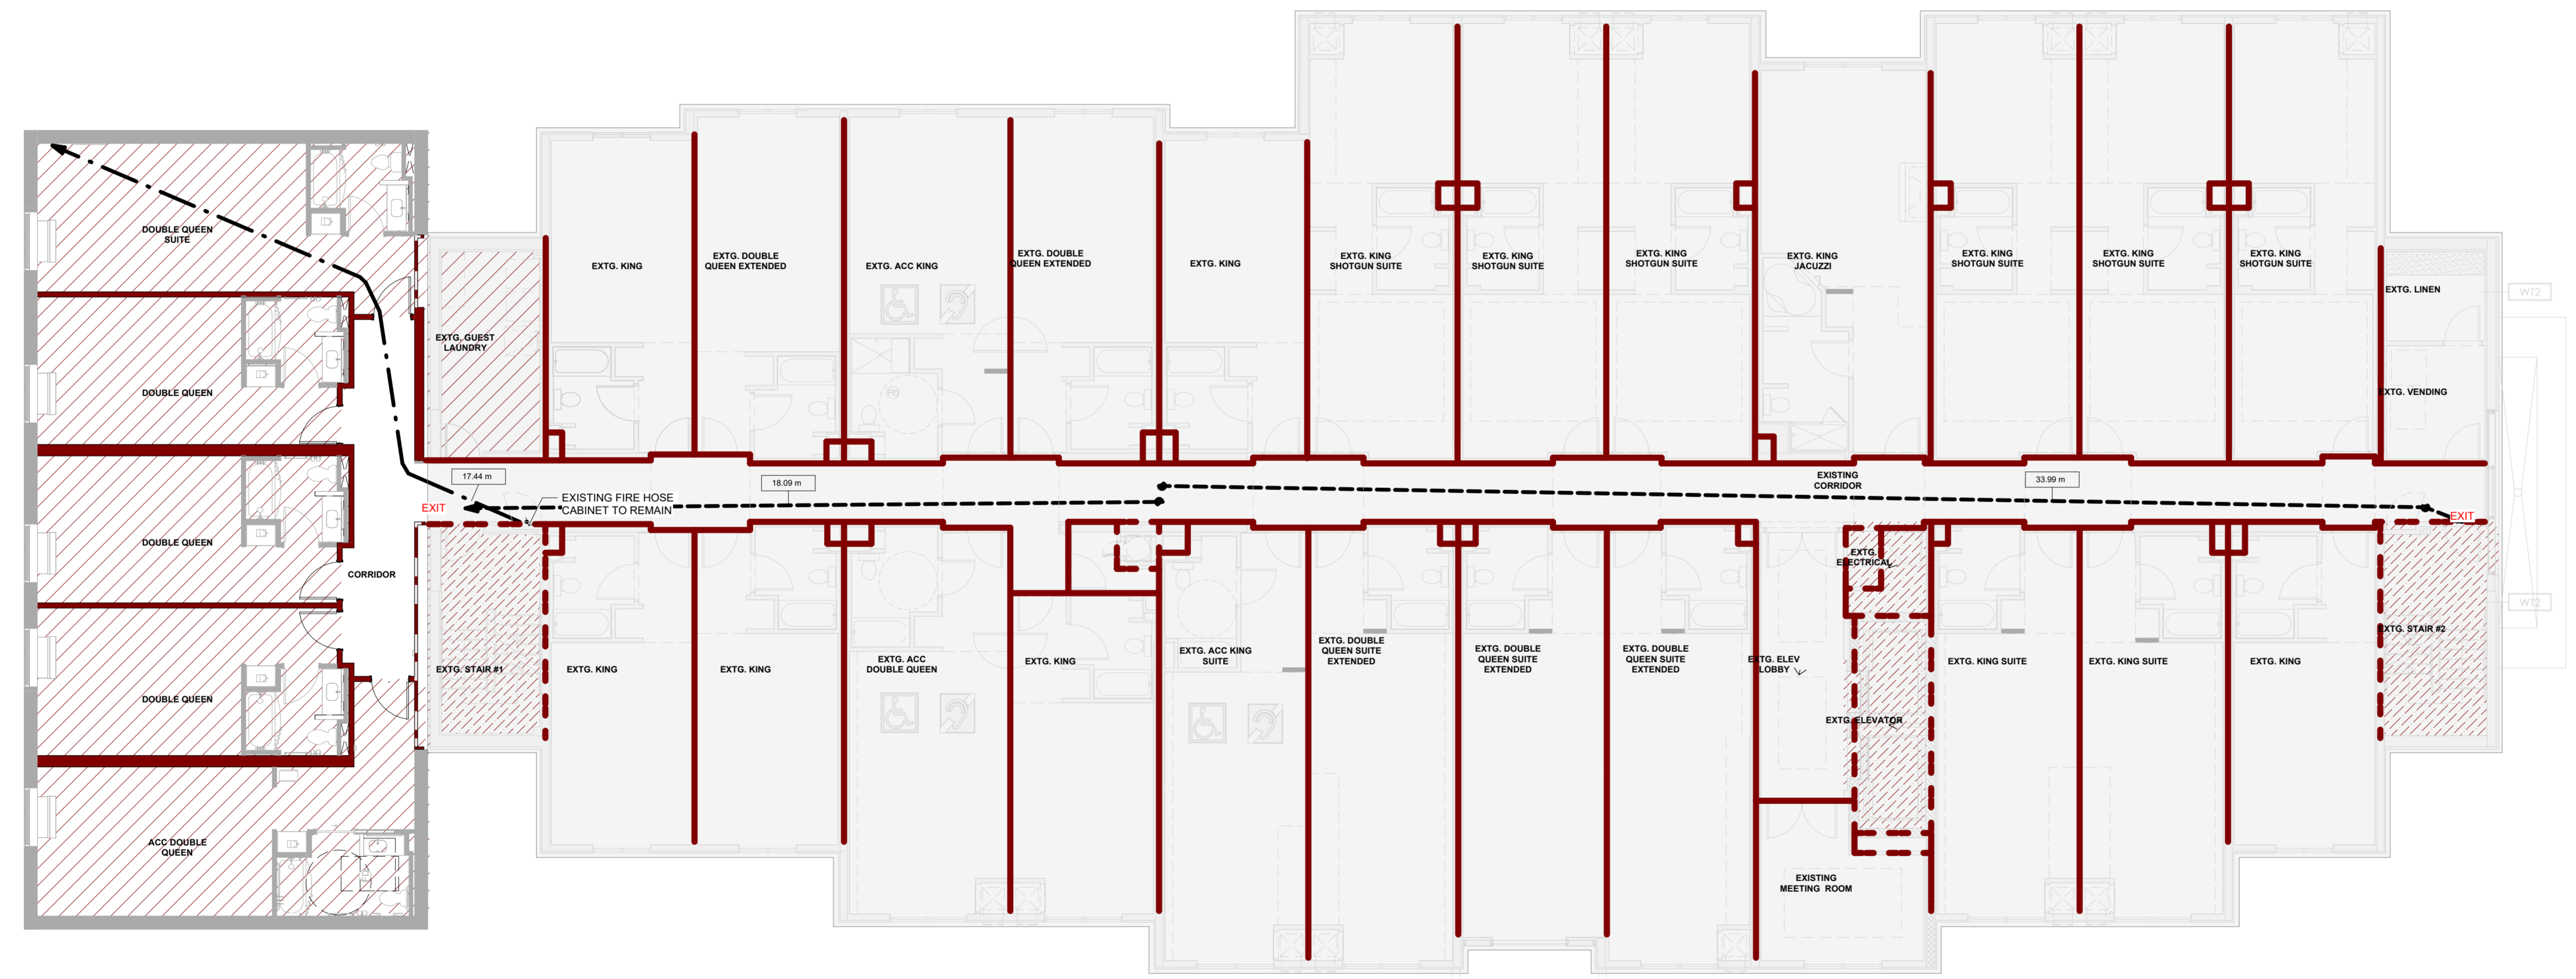 DOUBLE QUEEN
SUITE
DOUBLE QUEEN
DOUBLE QUEEN
DOUBLE QUEEN
ACC DOUBLE
QUEEN
CORRIDOR
EXTG. GUEST
LAUNDRY
EXTG. KING
EXTG. DOUBLE
QUEEN EXTENDED
EXTG. ACC KING
EXTG. DOUBLE
QUEEN EXTENDED
EXTG. KING
EXTG. KING
SHOTGUN SUITE
EXTG. KING
SHOTGUN SUITE
EXTG. KING
SHOTGUN SUITE
EXTG. KING
JACUZZI
EXTG. KING
SHOTGUN SUITE
EXTG. KING
SHOTGUN SUITE
EXTG. KING
SHOTGUN SUITE
EXTG. LINEN
WT2
EXTG. VENDING
17.44 m
EXIT
EXISTING FIRE HOSE
CABINET TO REMAIN
18.09 m
EXISTING
CORRIDOR
33.99 m
EXIT
EXTG. STAIR #1
EXTG. KING
EXTG. KING
EXTG. ACC
DOUBLE QUEEN
EXTG. KING
EXTG. ACC KING
SUITE
EXTG. DOUBLE
QUEEN SUITE
EXTENDED
EXTG. DOUBLE
QUEEN SUITE
EXTENDED
EXTG. DOUBLE
QUEEN SUITE
EXTENDED
EXTG. ELEV
LOBBY
EXTG.
ELECTRICAL
EXTG. ELEVATOR
EXISTING
MEETING ROOM
EXTG. KING SUITE
EXTG. KING SUITE
EXTG. KING
EXTG. STAIR #2
WT2